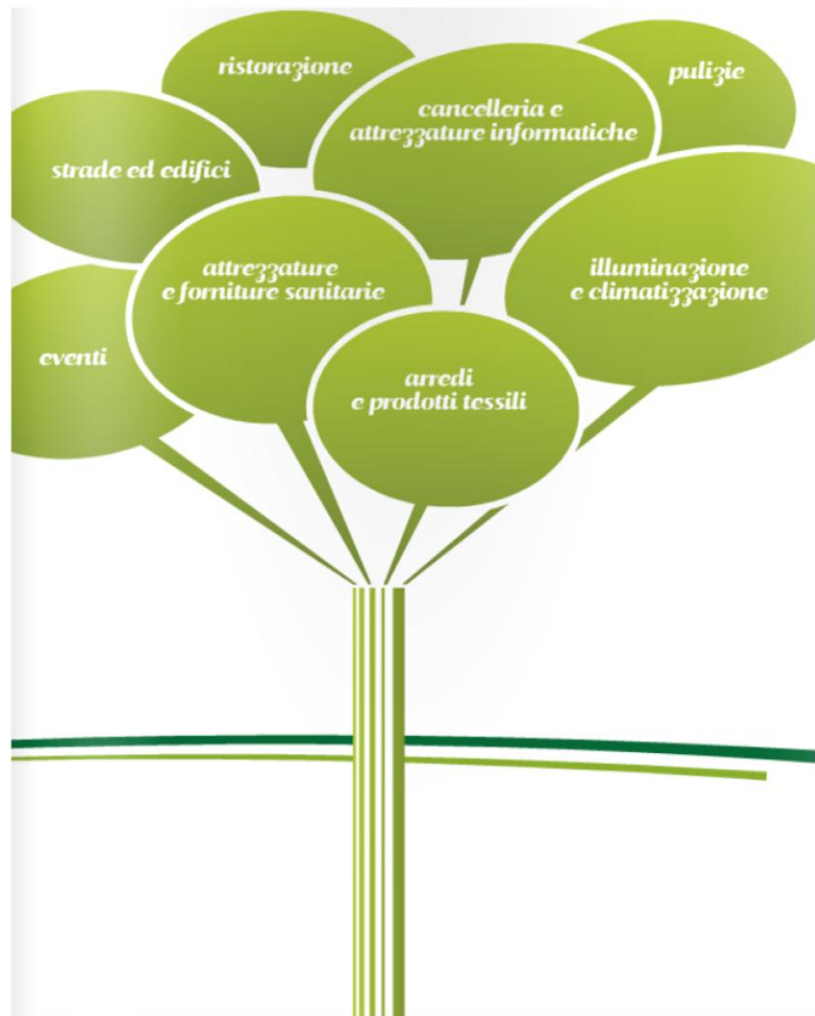 ristorazione
pulizie
cancelleria e
attrezzature informatiche
strade ed edifici
attrezzature
e forniture sanitarie
illuminazione
e climatizzazione
eventi
arredi
e prodotti tessili